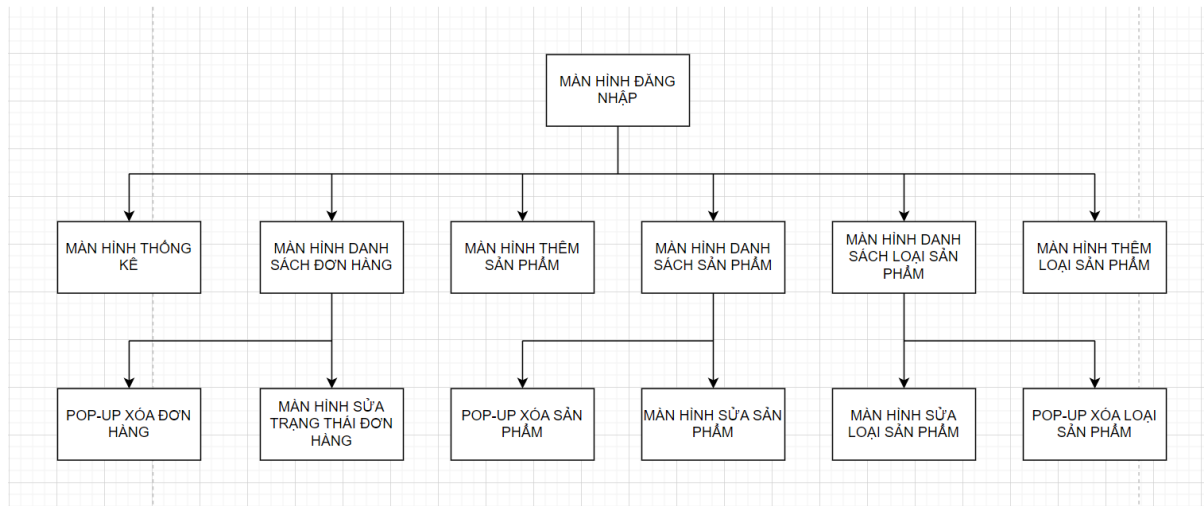 MÀN HÌNH ĐĂNG
NHẬP
MÀN HÌNH THỐNG
KÊ
MÀN HÌNH DANH
SÁCH ĐƠN HÀNG
MÀN HÌNH THÊM
SẢN PHẨM
MÀN HÌNH DANH
SÁCH SẢN PHẨM
MÀN HÌNH DANH
SÁCH LOẠI SẢN
PHẨM
MÀN HÌNH THÊM
LOẠI SẢN PHẨM
POP-UP XÓA ĐƠN
HÀNG
MÀN HÌNH SỬA
TRẠNG THÁI ĐƠN
HÀNG
POP-UP XÓA SẢN
PHẨM
MÀN HÌNH SỬA SẢN
PHẨM
MÀN HÌNH SỬA
LOẠI SẢN PHẨM
POP-UP XÓA LOẠI
SẢN PHẨM